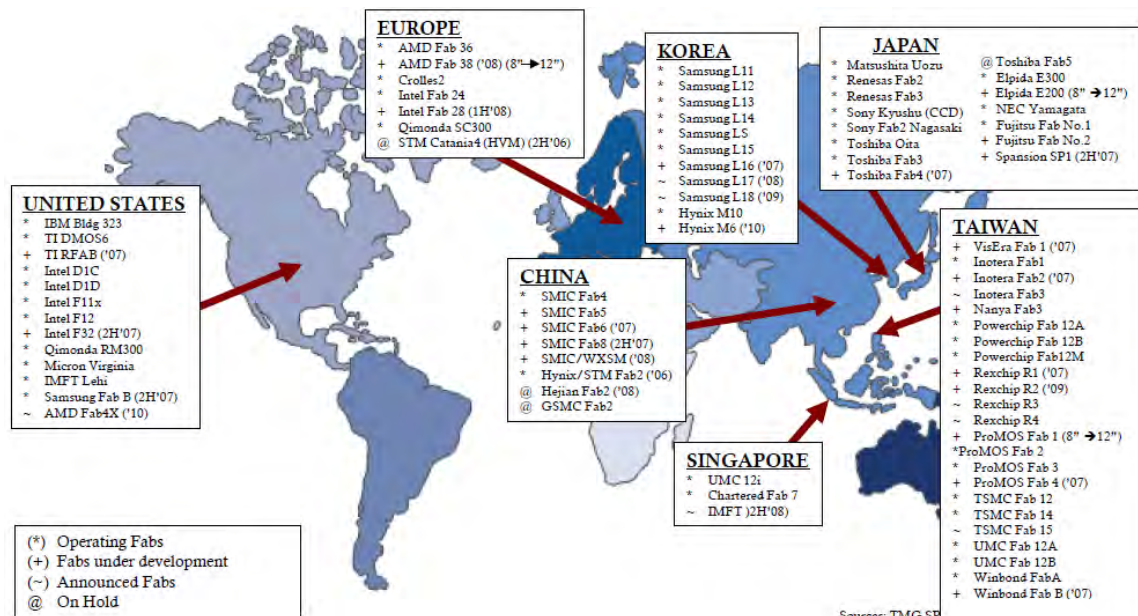 EUROPE
* AMD Fab 36
+ AMD Fab 38 ('08) (8"→12")
* Crolles2
* Intel Fab 24
+ Intel Fab 28 (1H'08)
* Qimonda SC300
@ STM Catania4 (HVM) (2H'06)
KOREA
* Samsung L11
* Samsung L12
* Samsung L13
* Samsung L14
* Samsung LS
* Samsung L15
+ Samsung L16 ('07)
~ Samsung L17 ('08)
~ Samsung L18 ('09)
* Hynix M10
+ Hynix M6 ('10)
JAPAN
* Matsushita Uozu
* Renesas Fab2
* Renesas Fab3
* Sony Kyushu (CCD)
* Sony Fab2 Nagasaki
* Toshiba Oita
* Toshiba Fab3
+ Toshiba Fab4 ('07)
@ Toshiba Fab5
* Elpida E300
+ Elpida E200 (8" →12")
* NEC Yamagata
* Fujitsu Fab No.1
+ Fujitsu Fab No.2
+ Spansion SP1 (2H'07)
UNITED STATES
* IBM Bldg 323
* TI DMOS6
+ TI RFAB ('07)
* Intel D1C
* Intel D1D
* Intel F11x
* Intel F12
+ Intel F32 (2H'07)
* Qimonda RM300
* Micron Virginia
* IMFT Lehi
* Samsung Fab B (2H'07)
~ AMD Fab4X ('10)
CHINA
* SMIC Fab4
+ SMIC Fab5
+ SMIC Fab6 ('07)
+ SMIC Fab8 (2H'07)
+ SMIC/WXSM ('08)
* Hynix/STM Fab2 ('06)
@ Hejian Fab2 ('08)
@ GSMC Fab2
TAIWAN
+ VisEra Fab 1 ('07)
* Inotera Fab1
+ Inotera Fab2 ('07)
~ Inotera Fab3
+ Nanya Fab3
* Powerchip Fab 12A
* Powerchip Fab 12B
* Powerchip Fab12M
+ Rexchip R1 ('07)
+ Rexchip R2 ('09)
~ Rexchip R3
~ Rexchip R4
+ ProMOS Fab 1 (8" →12")
*ProMOS Fab 2
* ProMOS Fab 3
+ ProMOS Fab 4 ('07)
* TSMC Fab 12
* TSMC Fab 14
~ TSMC Fab 15
* UMC Fab 12A
* UMC Fab 12B
* Winbond FabA
+ Winbond Fab B ('07)
SINGAPORE
* UMC 12i
* Chartered Fab 7
~ IMFT )2H'08)
(*) Operating Fabs
(+) Fabs under development
(~) Announced Fabs
@ On Hold